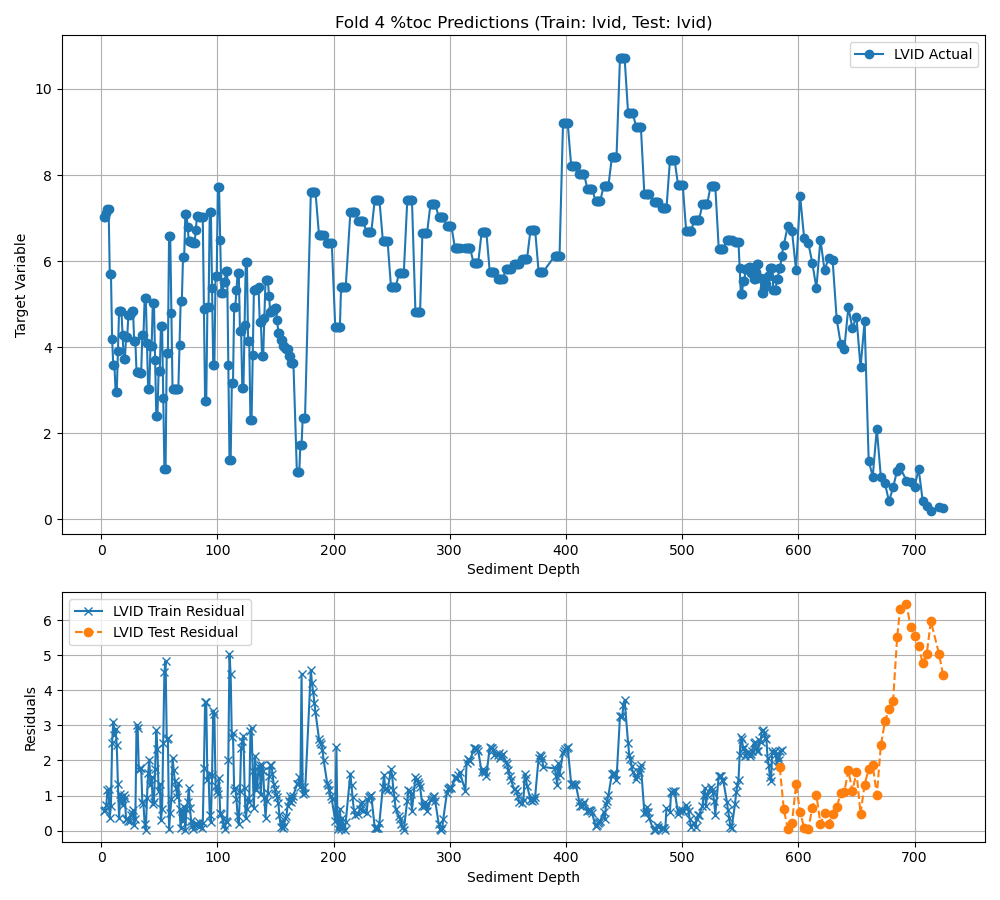 Fold 4 %toc Predictions (Train: lvid, Test: lvid)
LVID Actual
Target Variable
10
8
6
4
2
0
0 100 200 300 400 500 600 700
Sediment Depth
LVID Train Residual
LVID Test Residual
Residuals
6
5
4
3
2
1
0
0 100 200 300 400 500 600 700
Sediment Depth